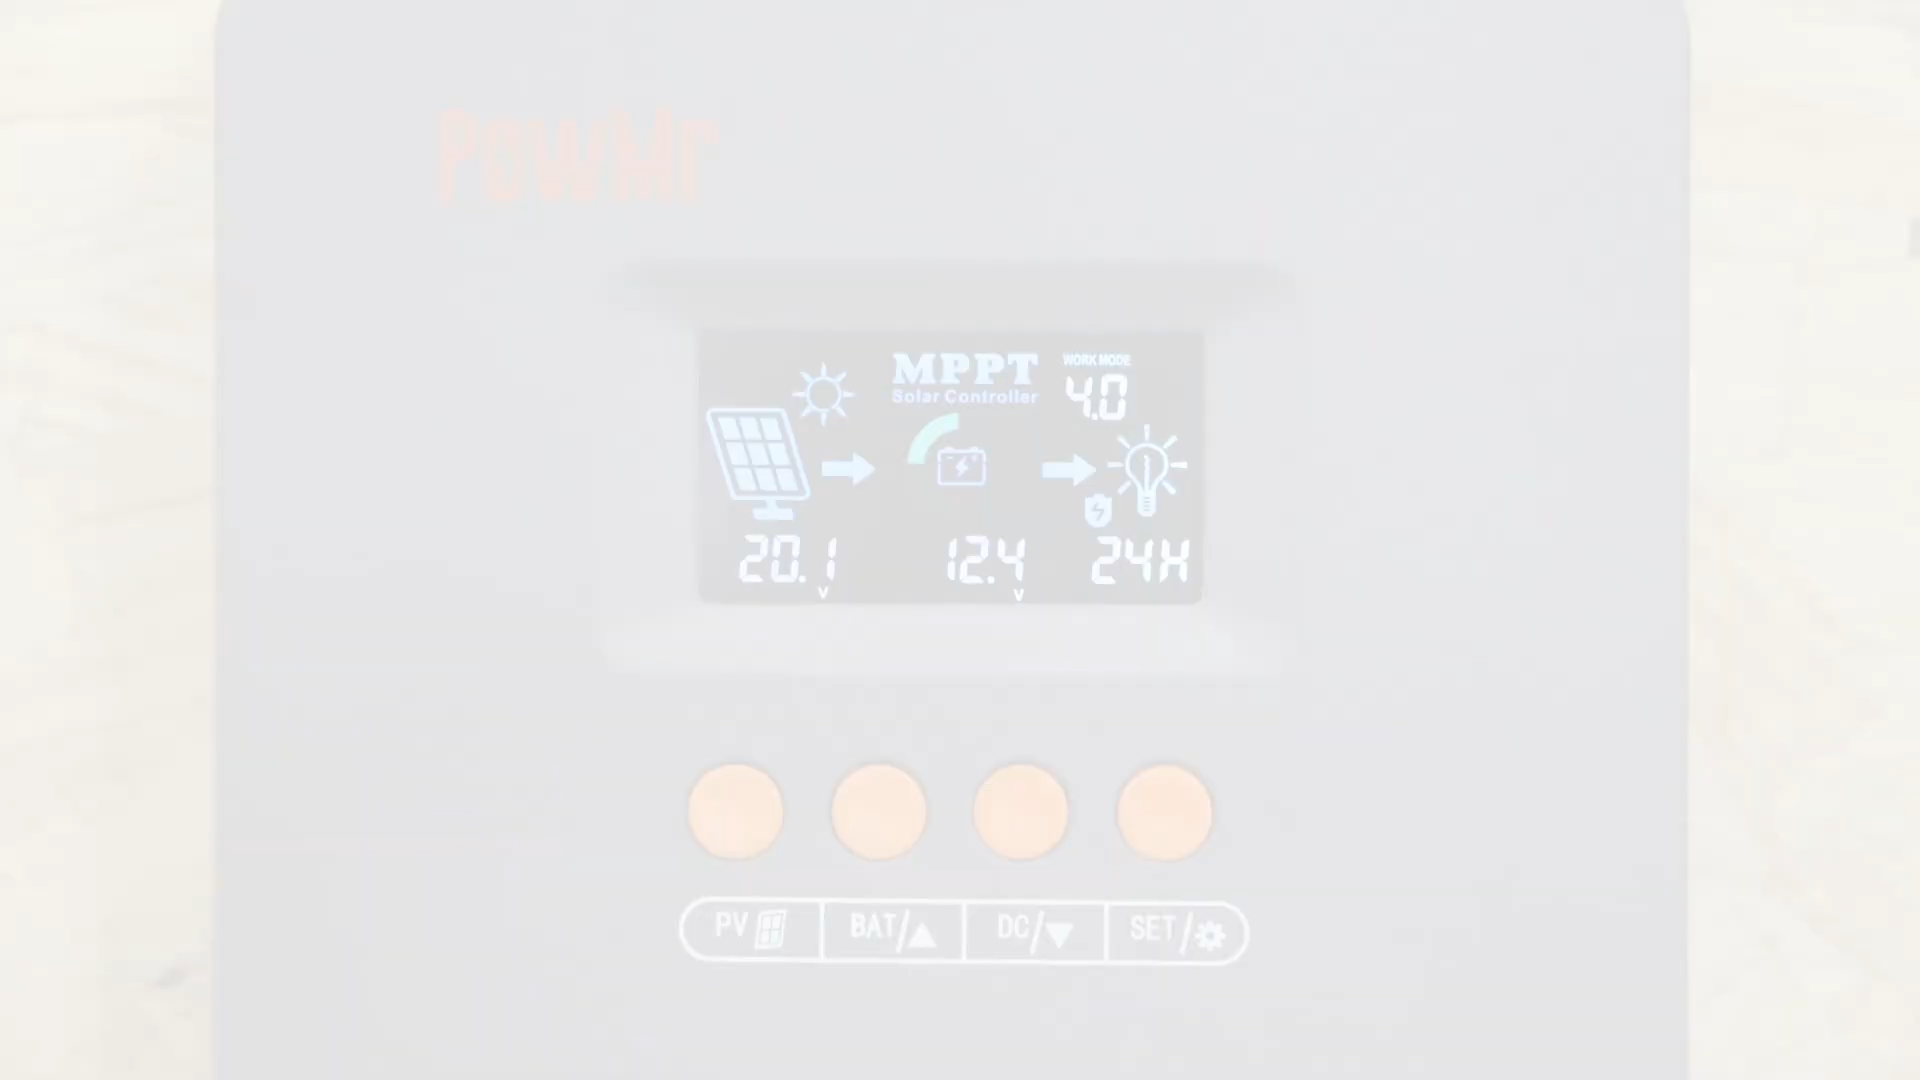 PowMr
MPPT
Solar Controller
WORK MODE
4.0
20.1 V
12.4 V
24H
PV
BAT/▲
DC/▼
SET/